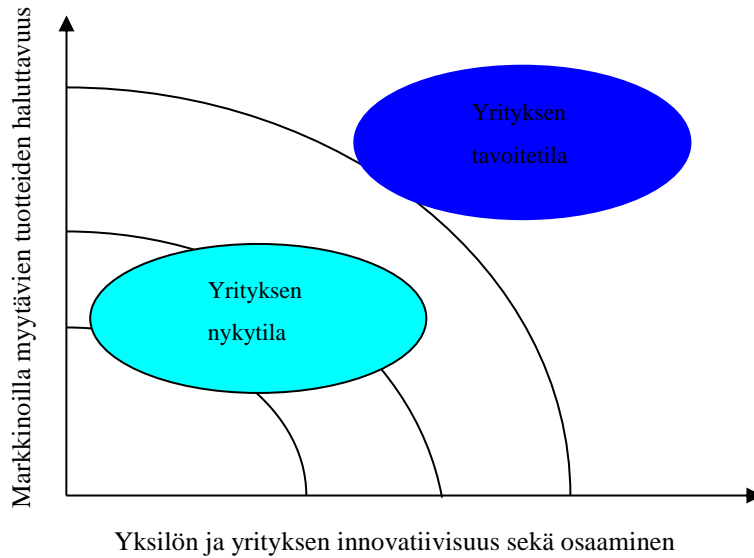 Markkinoilla myytävien tuotteiden haluttavuus
Yrityksen
tavoitetila
Yrityksen
nykytila
Yksilön ja yrityksen innovatiivisuus sekä osaaminen